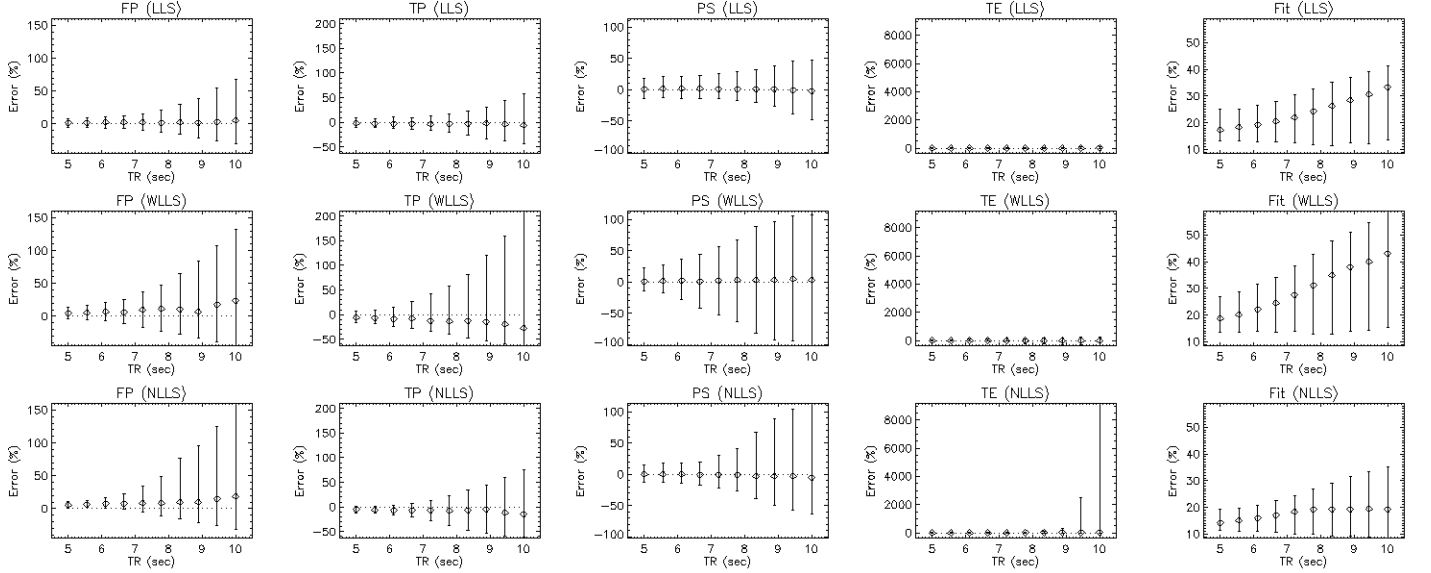 FP (LLS)
150
100
50
0
Error (%)
5 6 7 8 9 10
TR (sec)
TP (LLS)
200
150
100
50
0
−50
Error (%)
5 6 7 8 9 10
TR (sec)
PS (LLS)
100
50
0
−50
−100
Error (%)
5 6 7 8 9 10
TR (sec)
TE (LLS)
8000
6000
4000
2000
0
Error (%)
5 6 7 8 9 10
TR (sec)
Fit (LLS)
50
40
30
20
10
Error (%)
5 6 7 8 9 10
TR (sec)
FP (WLLS)
150
100
50
0
Error (%)
5 6 7 8 9 10
TR (sec)
TP (WLLS)
200
150
100
50
0
−50
Error (%)
5 6 7 8 9 10
TR (sec)
PS (WLLS)
100
50
0
−50
−100
Error (%)
5 6 7 8 9 10
TR (sec)
TE (WLLS)
8000
6000
4000
2000
0
Error (%)
5 6 7 8 9 10
TR (sec)
Fit (WLLS)
50
40
30
20
10
Error (%)
5 6 7 8 9 10
TR (sec)
FP (NLLS)
150
100
50
0
Error (%)
5 6 7 8 9 10
TR (sec)
TP (NLLS)
200
150
100
50
0
−50
Error (%)
5 6 7 8 9 10
TR (sec)
PS (NLLS)
100
50
0
−50
−100
Error (%)
5 6 7 8 9 10
TR (sec)
TE (NLLS)
8000
6000
4000
2000
0
Error (%)
5 6 7 8 9 10
TR (sec)
Fit (NLLS)
50
40
30
20
10
Error (%)
5 6 7 8 9 10
TR (sec)